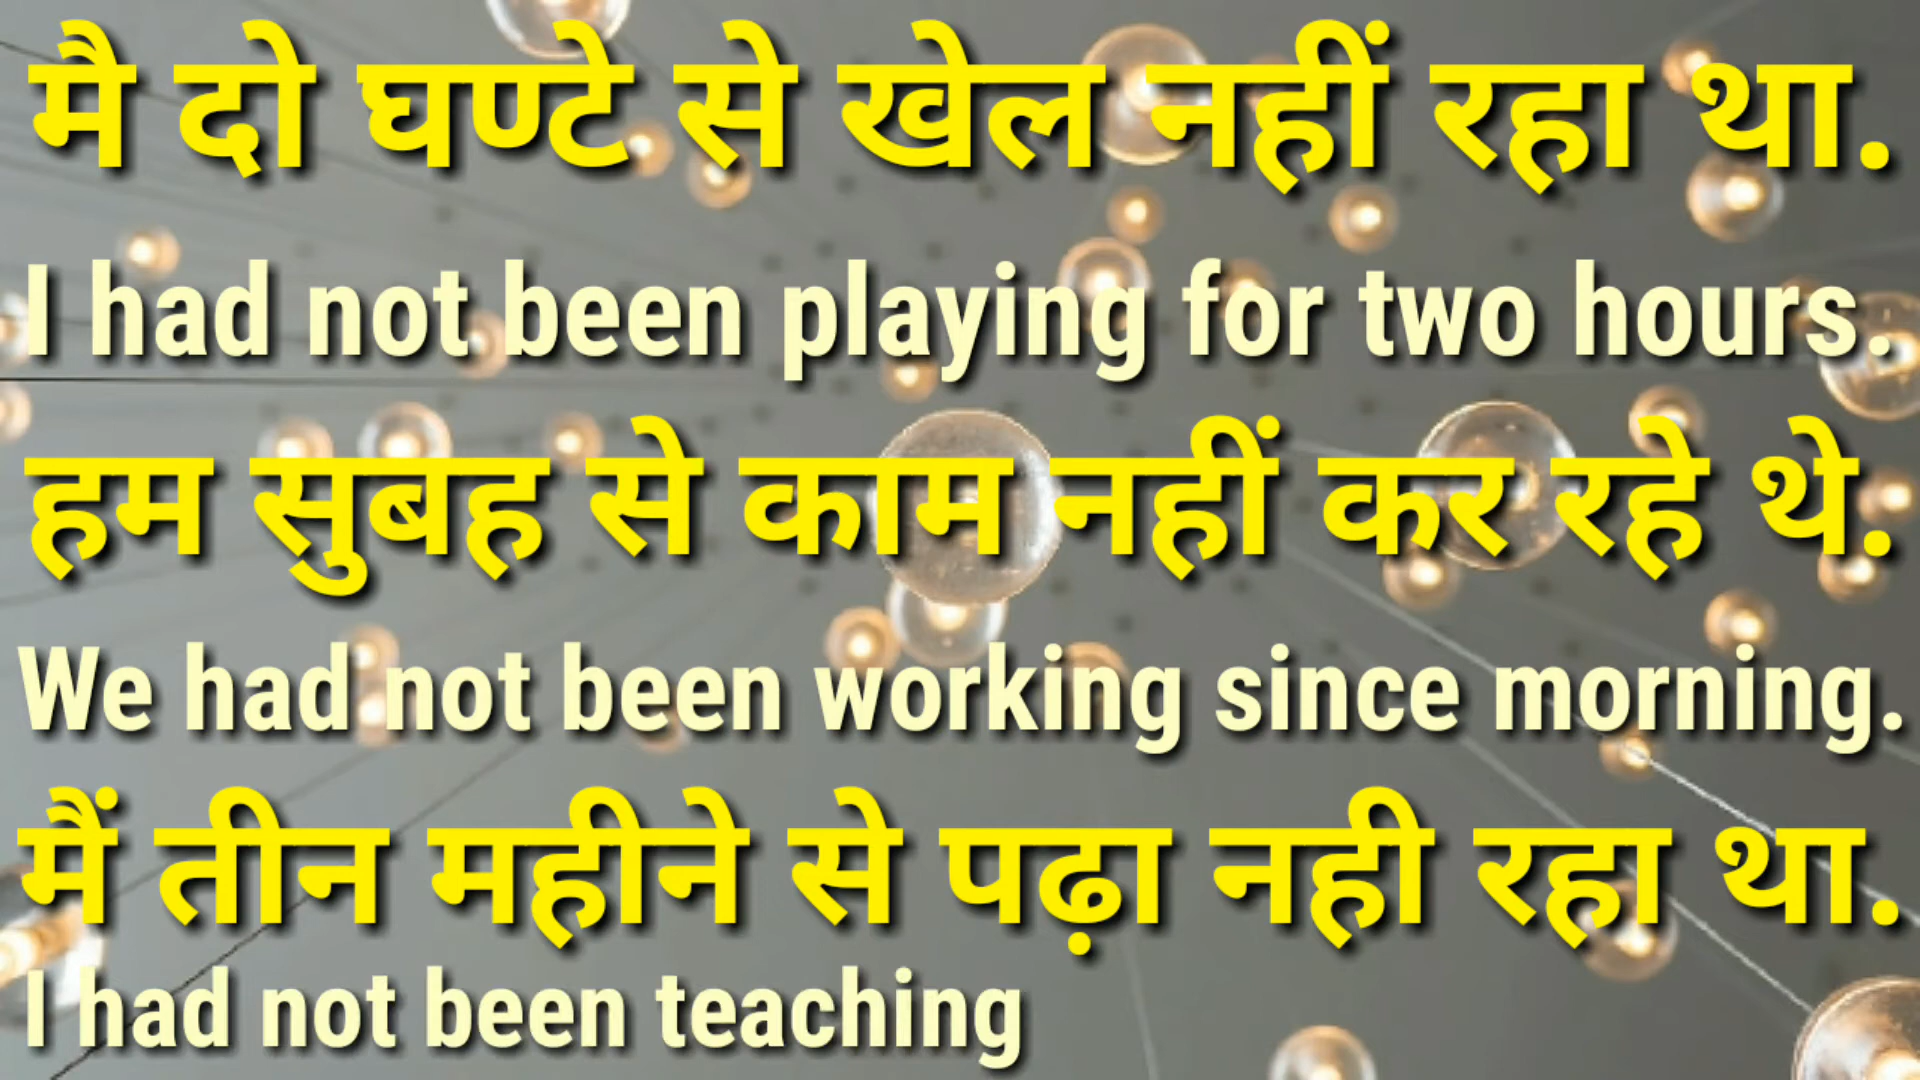 मै दो घण्टे से खेल नहीं रहा था.
I had not been playing for two hours.
हम सुबह से काम नहीं कर रहे थे.
We had not been working since morning.
मैं तीन महीने से पढ़ा नही रहा था.
I had not been teaching